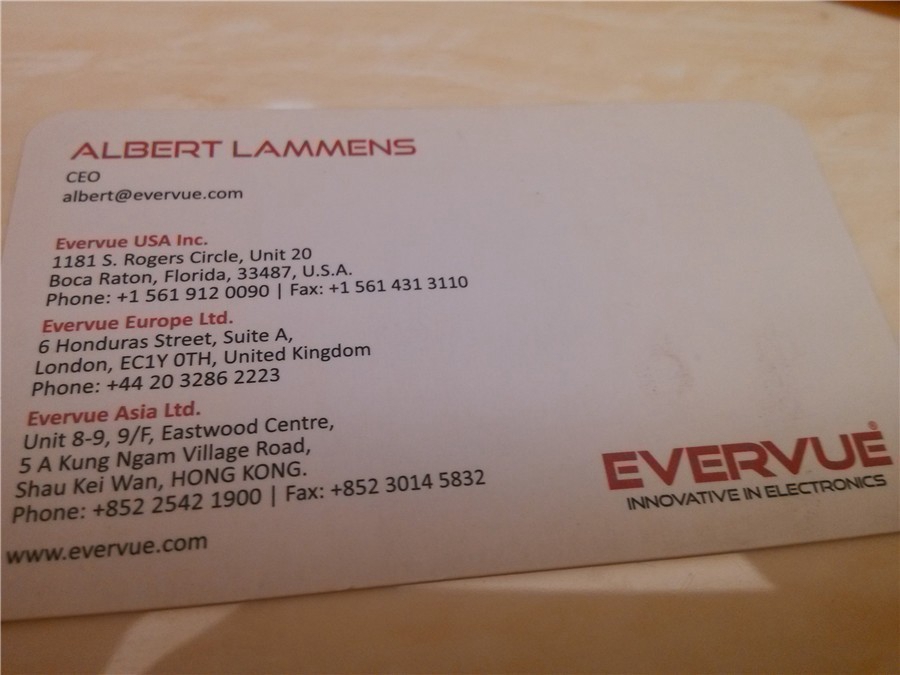 ALBERT LAMMENS
CEO
albert@evervue.com
Evervue USA Inc.
1181 S. Rogers Circle, Unit 20
Boca Raton, Florida, 33487, U.S.A.
Phone: +1 561 912 0090 | Fax: +1 561 431 3110
Evervue Europe Ltd.
6 Honduras Street, Suite A,
London, EC1Y 0TH, United Kingdom
Phone: +44 20 3286 2223
Evervue Asia Ltd.
Unit 8-9, 9/F, Eastwood Centre,
5 A Kung Ngam Village Road,
Shau Kei Wan, HONG KONG.
Phone: +852 2542 1900 | Fax: +852 3014 5832
www.evervue.com
EVERVUE®
INNOVATIVE IN ELECTRONICS